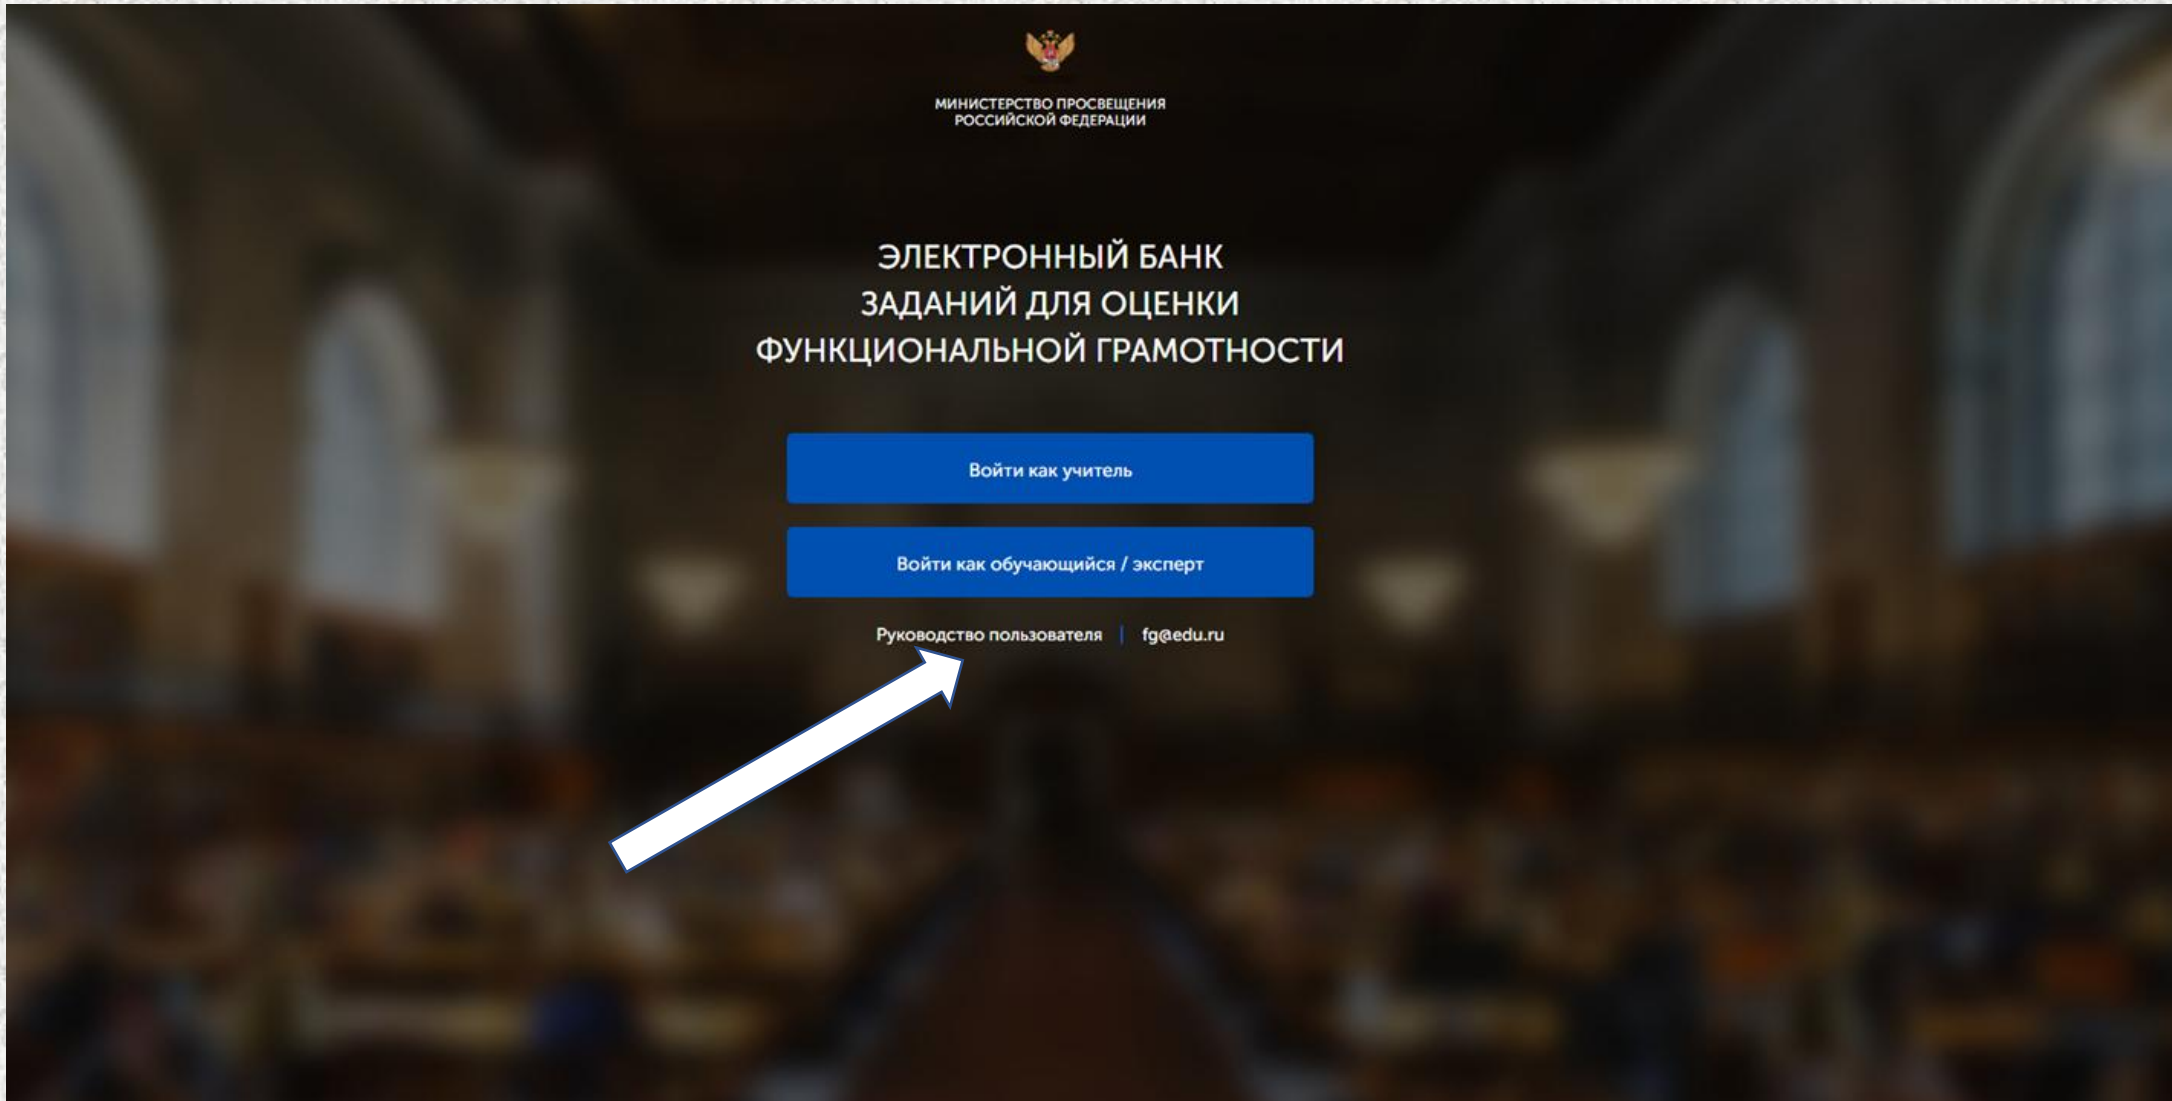 МИНИСТЕРСТВО ПРОСВЕЩЕНИЯ
РОССИЙСКОЙ ФЕДЕРАЦИИ
ЭЛЕКТРОННЫЙ БАНК
ЗАДАНИЙ ДЛЯ ОЦЕНКИ
ФУНКЦИОНАЛЬНОЙ ГРАМОТНОСТИ
Войти как учитель
Войти как обучающийся / эксперт
Руководство пользователя | fg@edu.ru